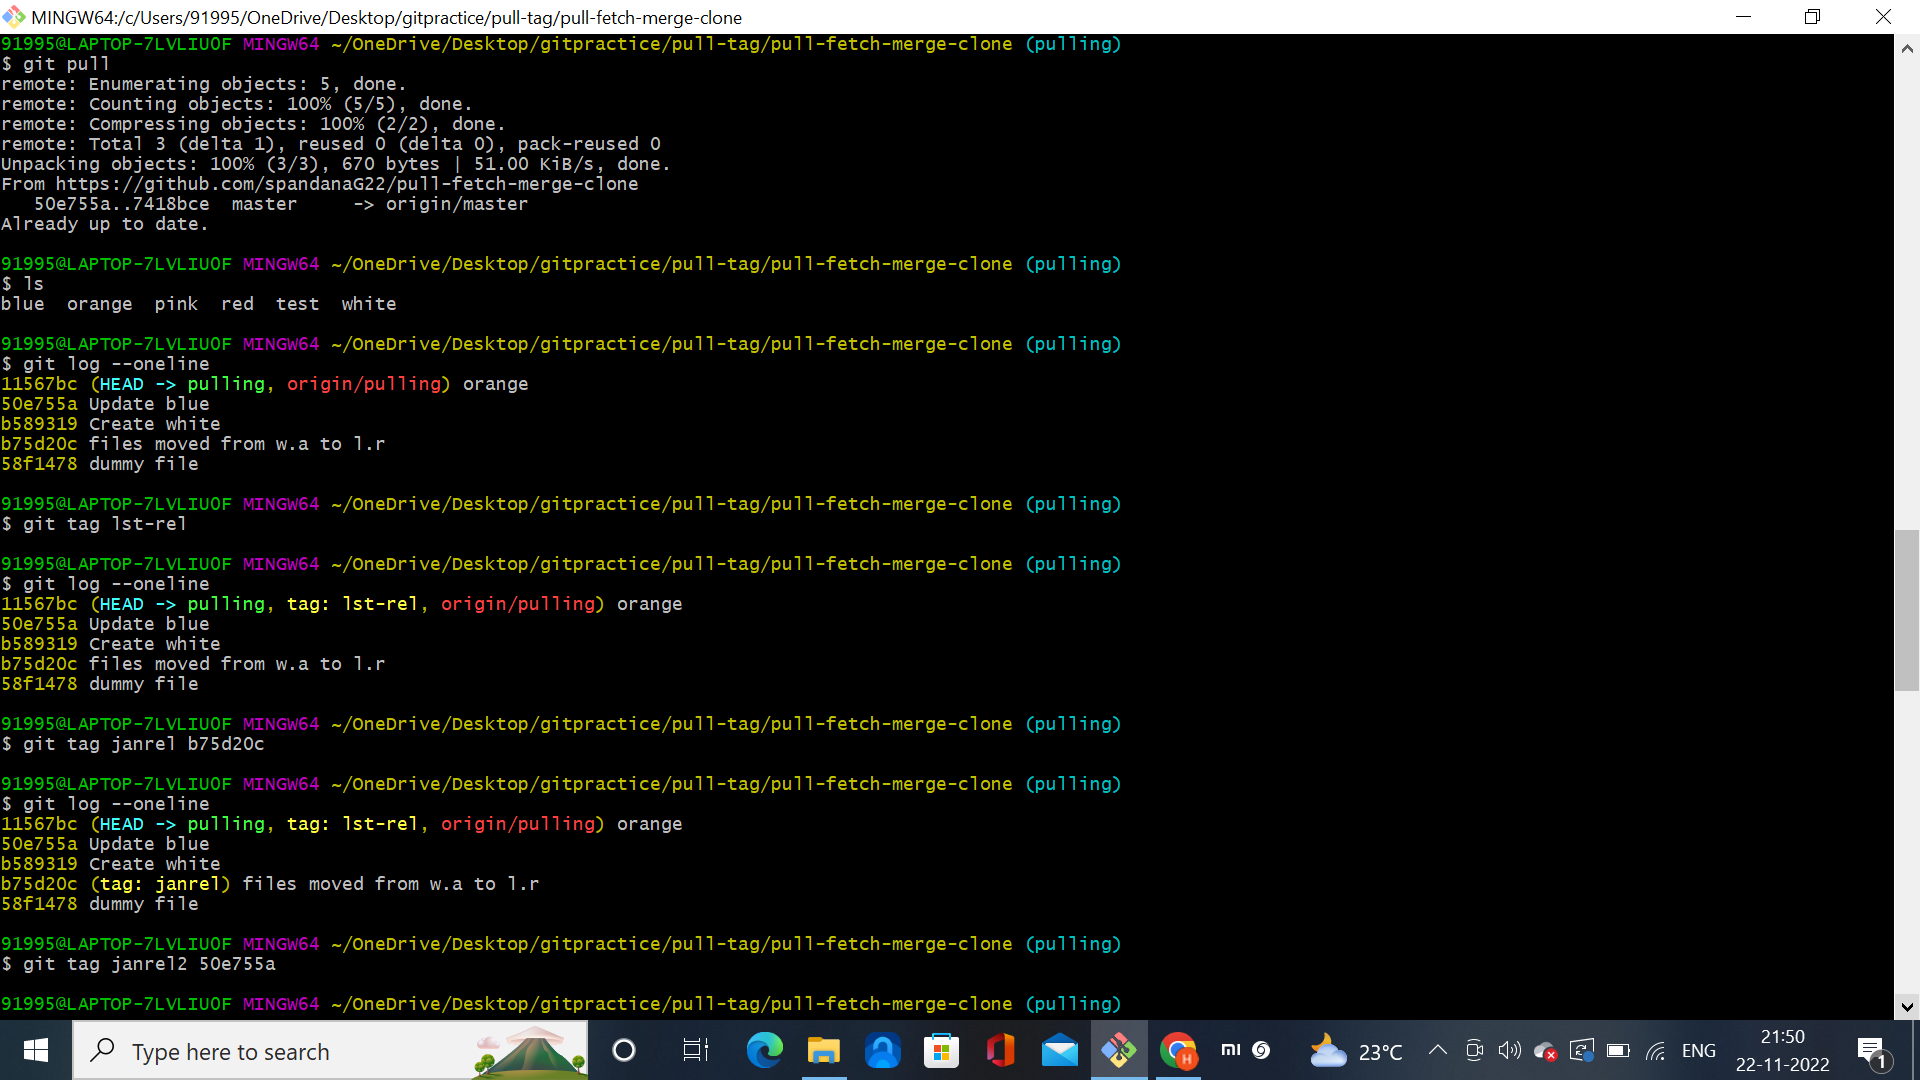 MINGW64:/c/Users/91995/OneDrive/Desktop/gitpractice/pull-tag/pull-fetch-merge-clone
91995@LAPTOP-7LVLIU0F MINGW64 ~/OneDrive/Desktop/gitpractice/pull-tag/pull-fetch-merge-clone (pulling)
$ git pull
remote: Enumerating objects: 5, done.
remote: Counting objects: 100% (5/5), done.
remote: Compressing objects: 100% (2/2), done.
remote: Total 3 (delta 1), reused 0 (delta 0), pack-reused 0
Unpacking objects: 100% (3/3), 670 bytes | 51.00 KiB/s, done.
From https://github.com/spandanaG22/pull-fetch-merge-clone
   50e755a..7418bce  master     -> origin/master
Already up to date.
91995@LAPTOP-7LVLIU0F MINGW64 ~/OneDrive/Desktop/gitpractice/pull-tag/pull-fetch-merge-clone (pulling)
$ ls
blue  orange  pink  red  test  white
91995@LAPTOP-7LVLIU0F MINGW64 ~/OneDrive/Desktop/gitpractice/pull-tag/pull-fetch-merge-clone (pulling)
$ git log --oneline
11567bc (HEAD -> pulling, origin/pulling) orange
50e755a Update blue
b589319 Create white
b75d20c files moved from w.a to l.r
58f1478 dummy file
91995@LAPTOP-7LVLIU0F MINGW64 ~/OneDrive/Desktop/gitpractice/pull-tag/pull-fetch-merge-clone (pulling)
$ git tag lst-rel
91995@LAPTOP-7LVLIU0F MINGW64 ~/OneDrive/Desktop/gitpractice/pull-tag/pull-fetch-merge-clone (pulling)
$ git log --oneline
11567bc (HEAD -> pulling, tag: lst-rel, origin/pulling) orange
50e755a Update blue
b589319 Create white
b75d20c files moved from w.a to l.r
58f1478 dummy file
91995@LAPTOP-7LVLIU0F MINGW64 ~/OneDrive/Desktop/gitpractice/pull-tag/pull-fetch-merge-clone (pulling)
$ git tag janrel b75d20c
91995@LAPTOP-7LVLIU0F MINGW64 ~/OneDrive/Desktop/gitpractice/pull-tag/pull-fetch-merge-clone (pulling)
$ git log --oneline
11567bc (HEAD -> pulling, tag: lst-rel, origin/pulling) orange
50e755a Update blue
b589319 Create white
b75d20c (tag: janrel) files moved from w.a to l.r
58f1478 dummy file
91995@LAPTOP-7LVLIU0F MINGW64 ~/OneDrive/Desktop/gitpractice/pull-tag/pull-fetch-merge-clone (pulling)
$ git tag janrel2 50e755a
91995@LAPTOP-7LVLIU0F MINGW64 ~/OneDrive/Desktop/gitpractice/pull-tag/pull-fetch-merge-clone (pulling)
Type here to search
H
mi
23°C
ENG
21:50
22-11-2022
1